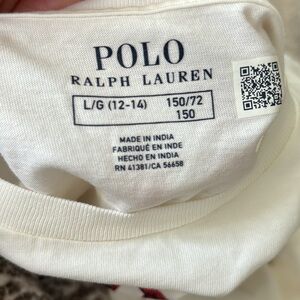 POLO
RALPH LAUREN
L/G (12-14) 150/72
150
MADE IN INDIA
FABRIQUÉ EN INDE
HECHO EN INDIA
RN 41381/CA 56658